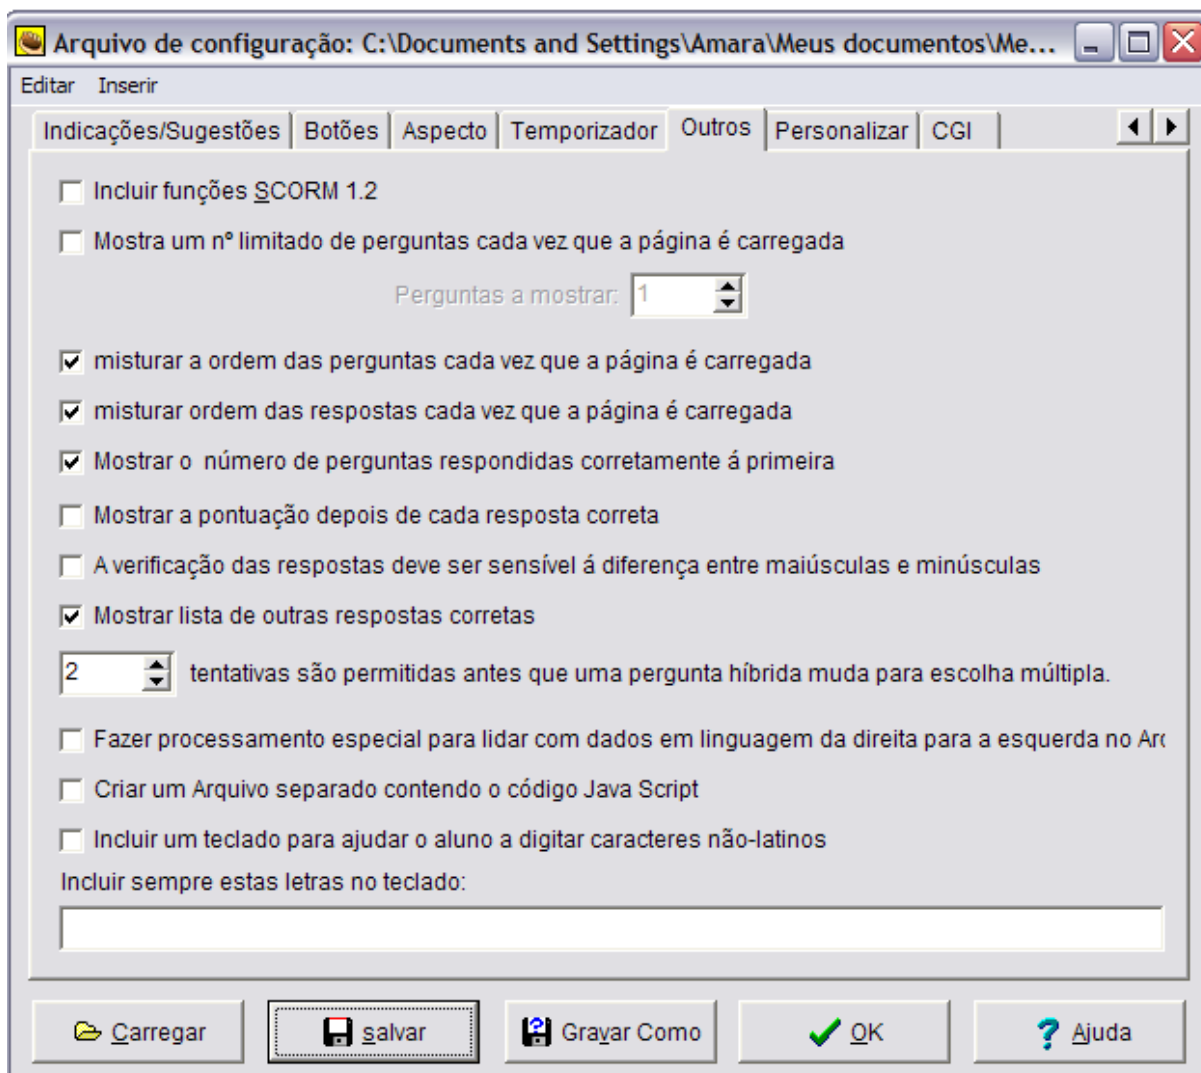 Arquivo de configuração: C:\Documents and Settings\Amara\Meus documentos\Me...
Editar Inserir
Indicações/Sugestões Botões Aspecto Temporizador Outros Personalizar CGI
Incluir funções SCORM 1.2
Mostra um nº limitado de perguntas cada vez que a página é carregada
Perguntas a mostrar: 1
misturar a ordem das perguntas cada vez que a página é carregada
misturar ordem das respostas cada vez que a página é carregada
Mostrar o número de perguntas respondidas corretamente á primeira
Mostrar a pontuação depois de cada resposta correta
A verificação das respostas deve ser sensível á diferença entre maiúsculas e minúsculas
Mostrar lista de outras respostas corretas
2 tentativas são permitidas antes que uma pergunta híbrida muda para escolha múltipla.
Fazer processamento especial para lidar com dados em linguagem da direita para a esquerda no Arq
Criar um Arquivo separado contendo o código Java Script
Incluir um teclado para ajudar o aluno a digitar caracteres não-latinos
Incluir sempre estas letras no teclado:
Carregar salvar Gravar Como OK Ajuda